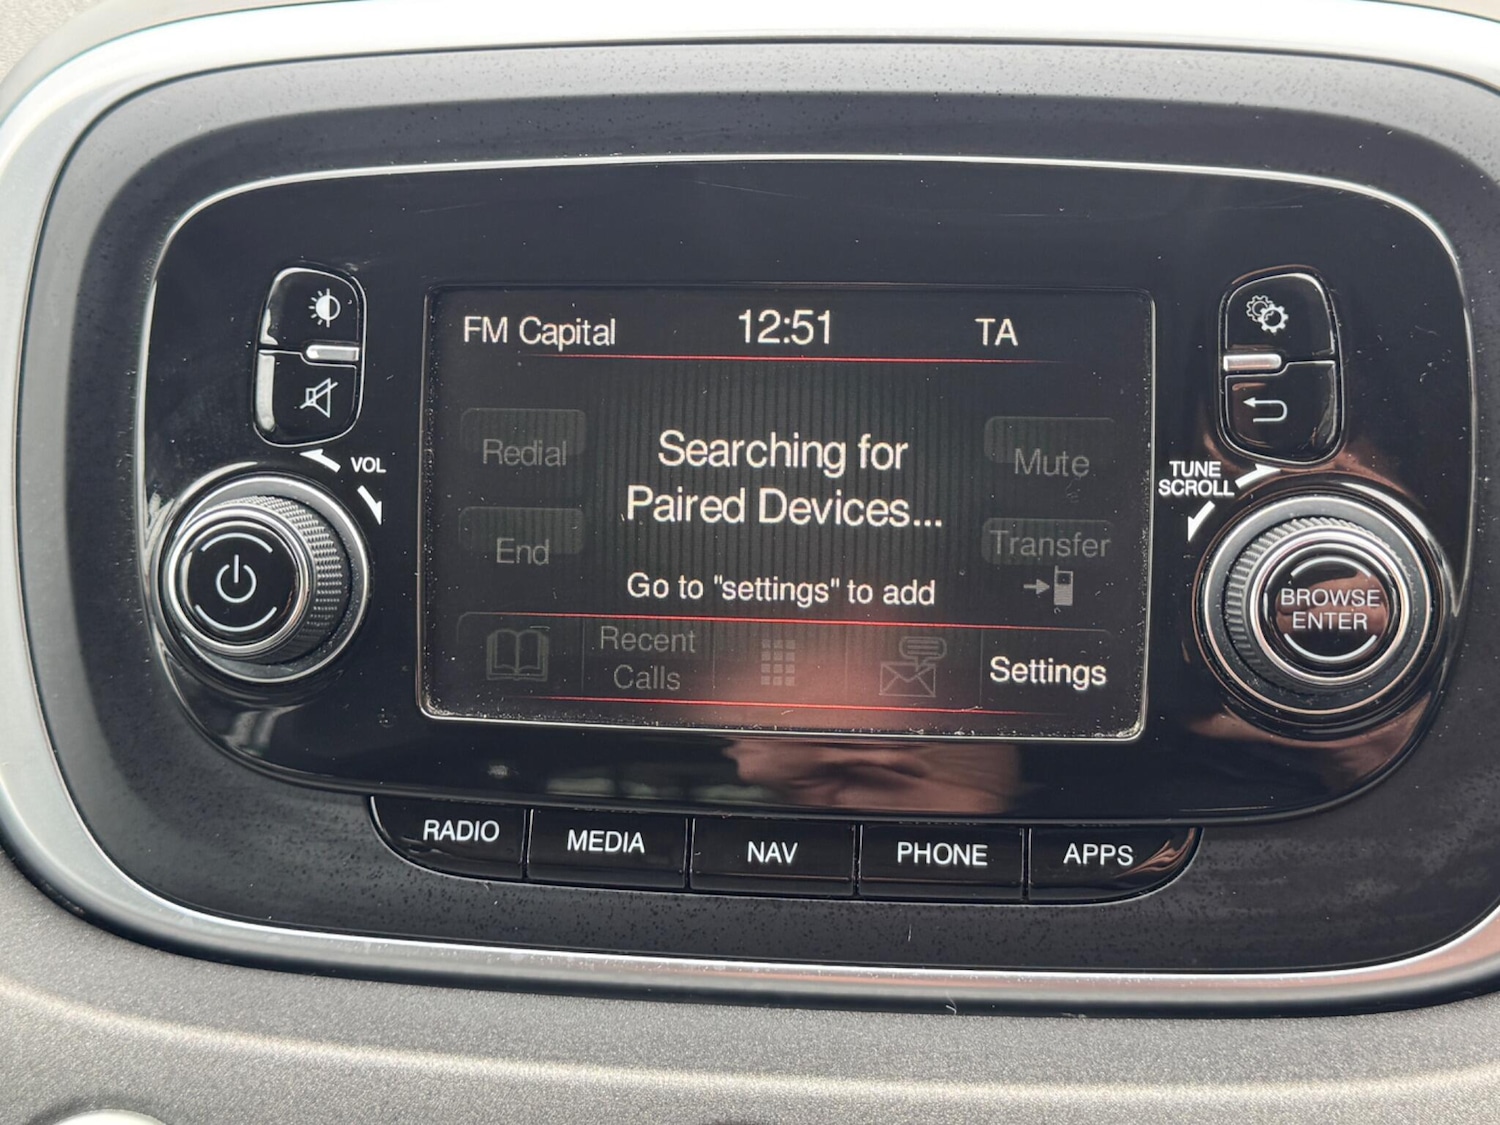 FM Capital 12:51 TA
Searching for
Paired Devices...
Go to "settings" to add
Redial
End
Mute
Transfer
Recent
Calls
Settings
VOL
TUNE
SCROLL
BROWSE
ENTER
RADIO MEDIA NAV PHONE APPS